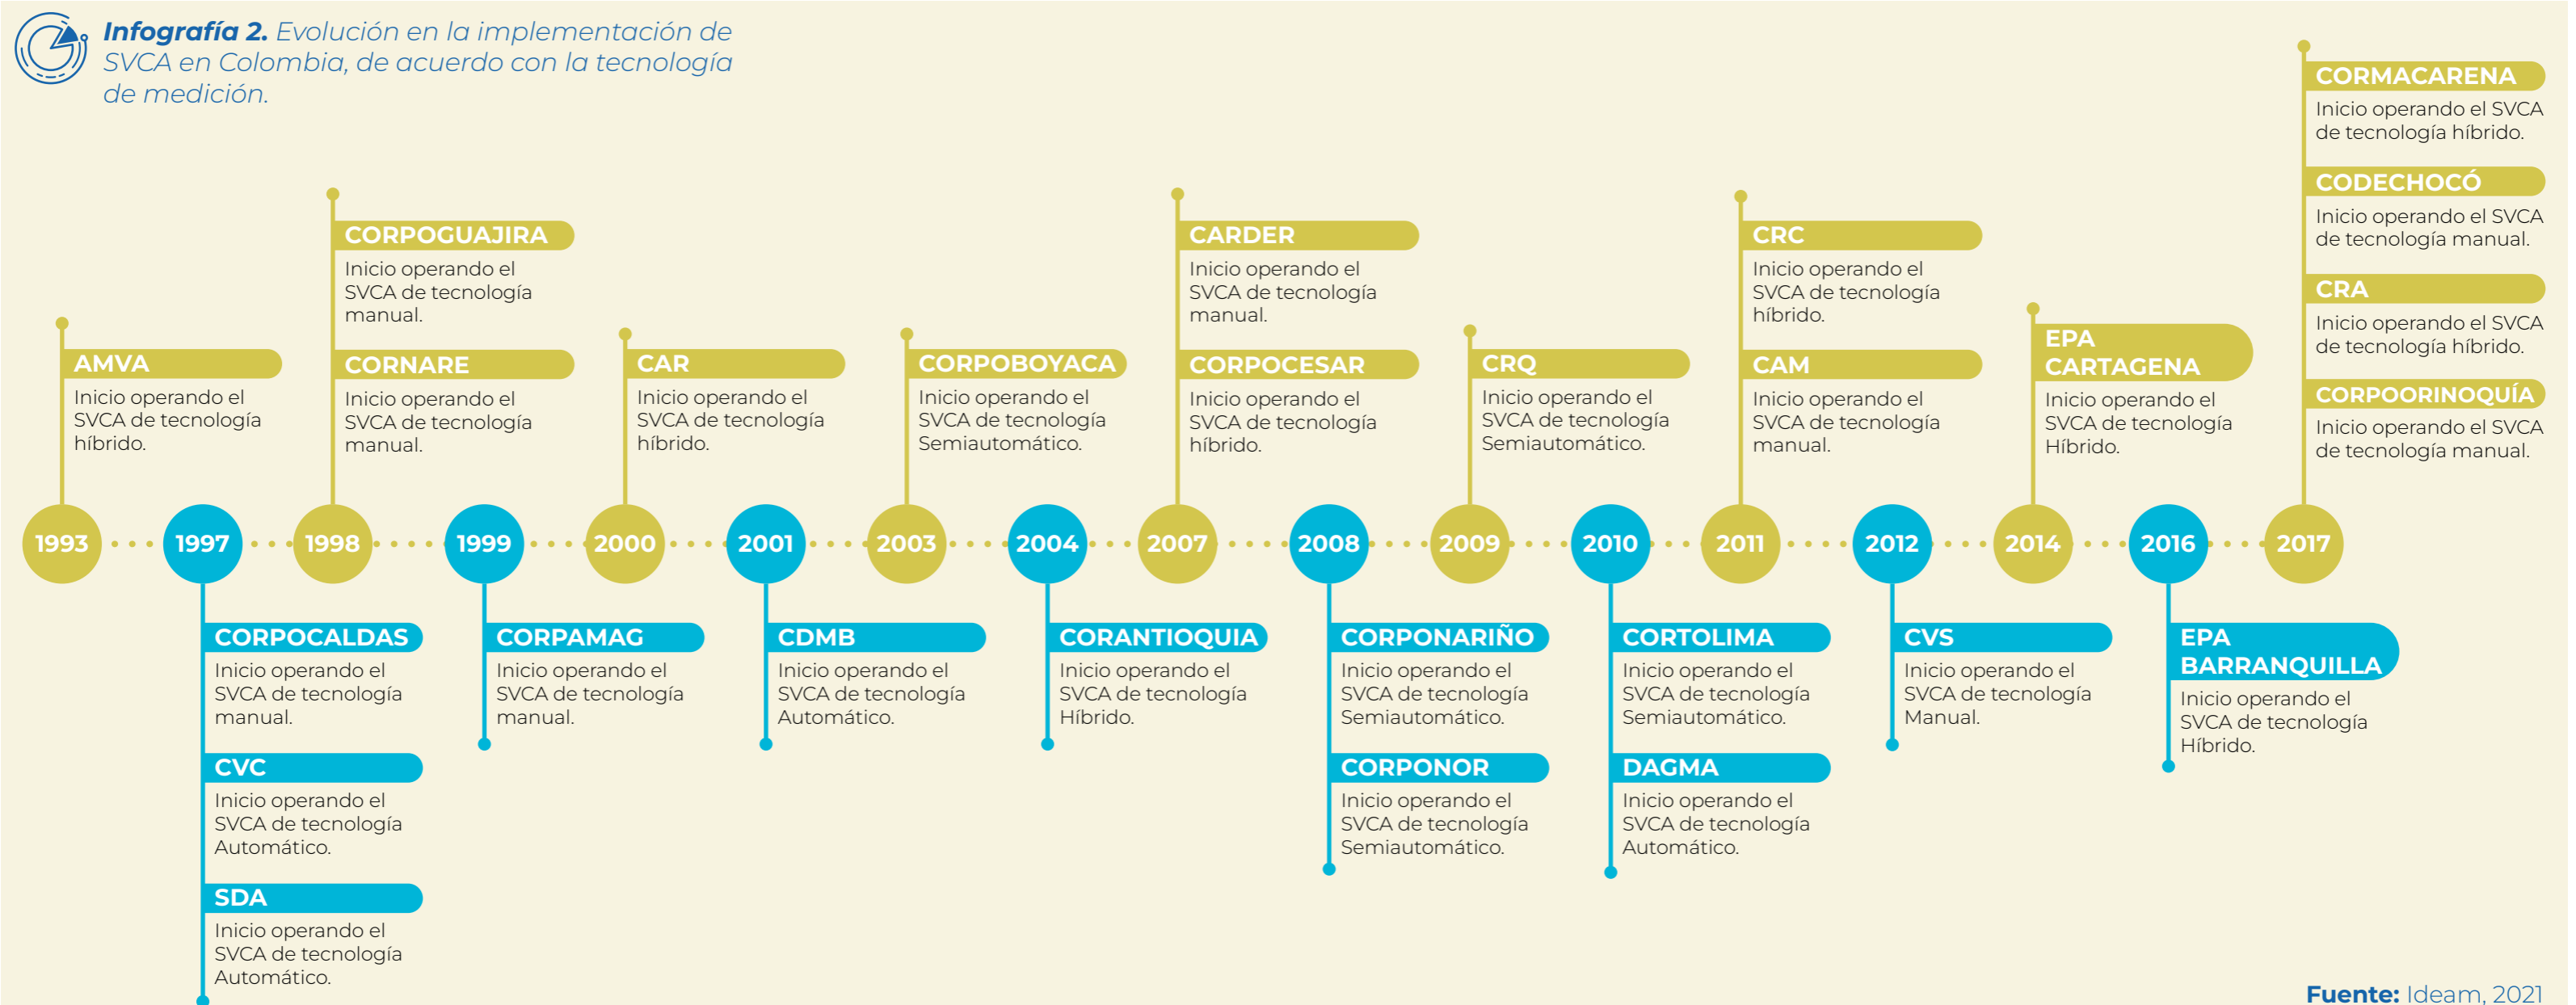 Infografía 2. Evolución en la implementación de
SVCA en Colombia, de acuerdo con la tecnología
de medición.
1993
AMVA
Inicio operando el
SVCA de tecnología
híbrido.
1997
CORPOCALDAS
Inicio operando el
SVCA de tecnología
manual.
CVC
Inicio operando el
SVCA de tecnología
Automático.
SDA
Inicio operando el
SVCA de tecnología
Automático.
1998
CORPOGUAJIRA
Inicio operando el
SVCA de tecnología
manual.
CORNARE
Inicio operando el
SVCA de tecnología
manual.
1999
CORPAMAG
Inicio operando el
SVCA de tecnología
manual.
2000
CAR
Inicio operando el
SVCA de tecnología
híbrido.
2001
CDMB
Inicio operando el
SVCA de tecnología
Automático.
2003
CORPOBOYACA
Inicio operando el
SVCA de tecnología
Semiautomático.
2004
CORANTIOQUIA
Inicio operando el
SVCA de tecnología
Híbrido.
2007
CARDER
Inicio operando el
SVCA de tecnología
manual.
CORPOCESAR
Inicio operando el
SVCA de tecnología
híbrido.
2008
CORPONARIÑO
Inicio operando el
SVCA de tecnología
Semiautomático.
CORPONOR
Inicio operando el
SVCA de tecnología
Semiautomático.
2009
CRQ
Inicio operando el
SVCA de tecnología
Semiautomático.
2010
CORTOLIMA
Inicio operando el
SVCA de tecnología
Semiautomático.
DAGMA
Inicio operando el
SVCA de tecnología
Automático.
2011
CRC
Inicio operando el
SVCA de tecnología
híbrido.
CAM
Inicio operando el
SVCA de tecnología
manual.
2012
CVS
Inicio operando el
SVCA de tecnología
Manual.
2014
EPA
CARTAGENA
Inicio operando el
SVCA de tecnología
Híbrido.
2016
EPA
BARRANQUILLA
Inicio operando el
SVCA de tecnología
Híbrido.
2017
CORMACARENA
Inicio operando el SVCA
de tecnología híbrido.
CODECHOCÓ
Inicio operando el SVCA
de tecnología manual.
CRA
Inicio operando el SVCA
de tecnología híbrido.
CORPOORINOQUÍA
Inicio operando el SVCA
de tecnología manual.
Fuente: Ideam, 2021